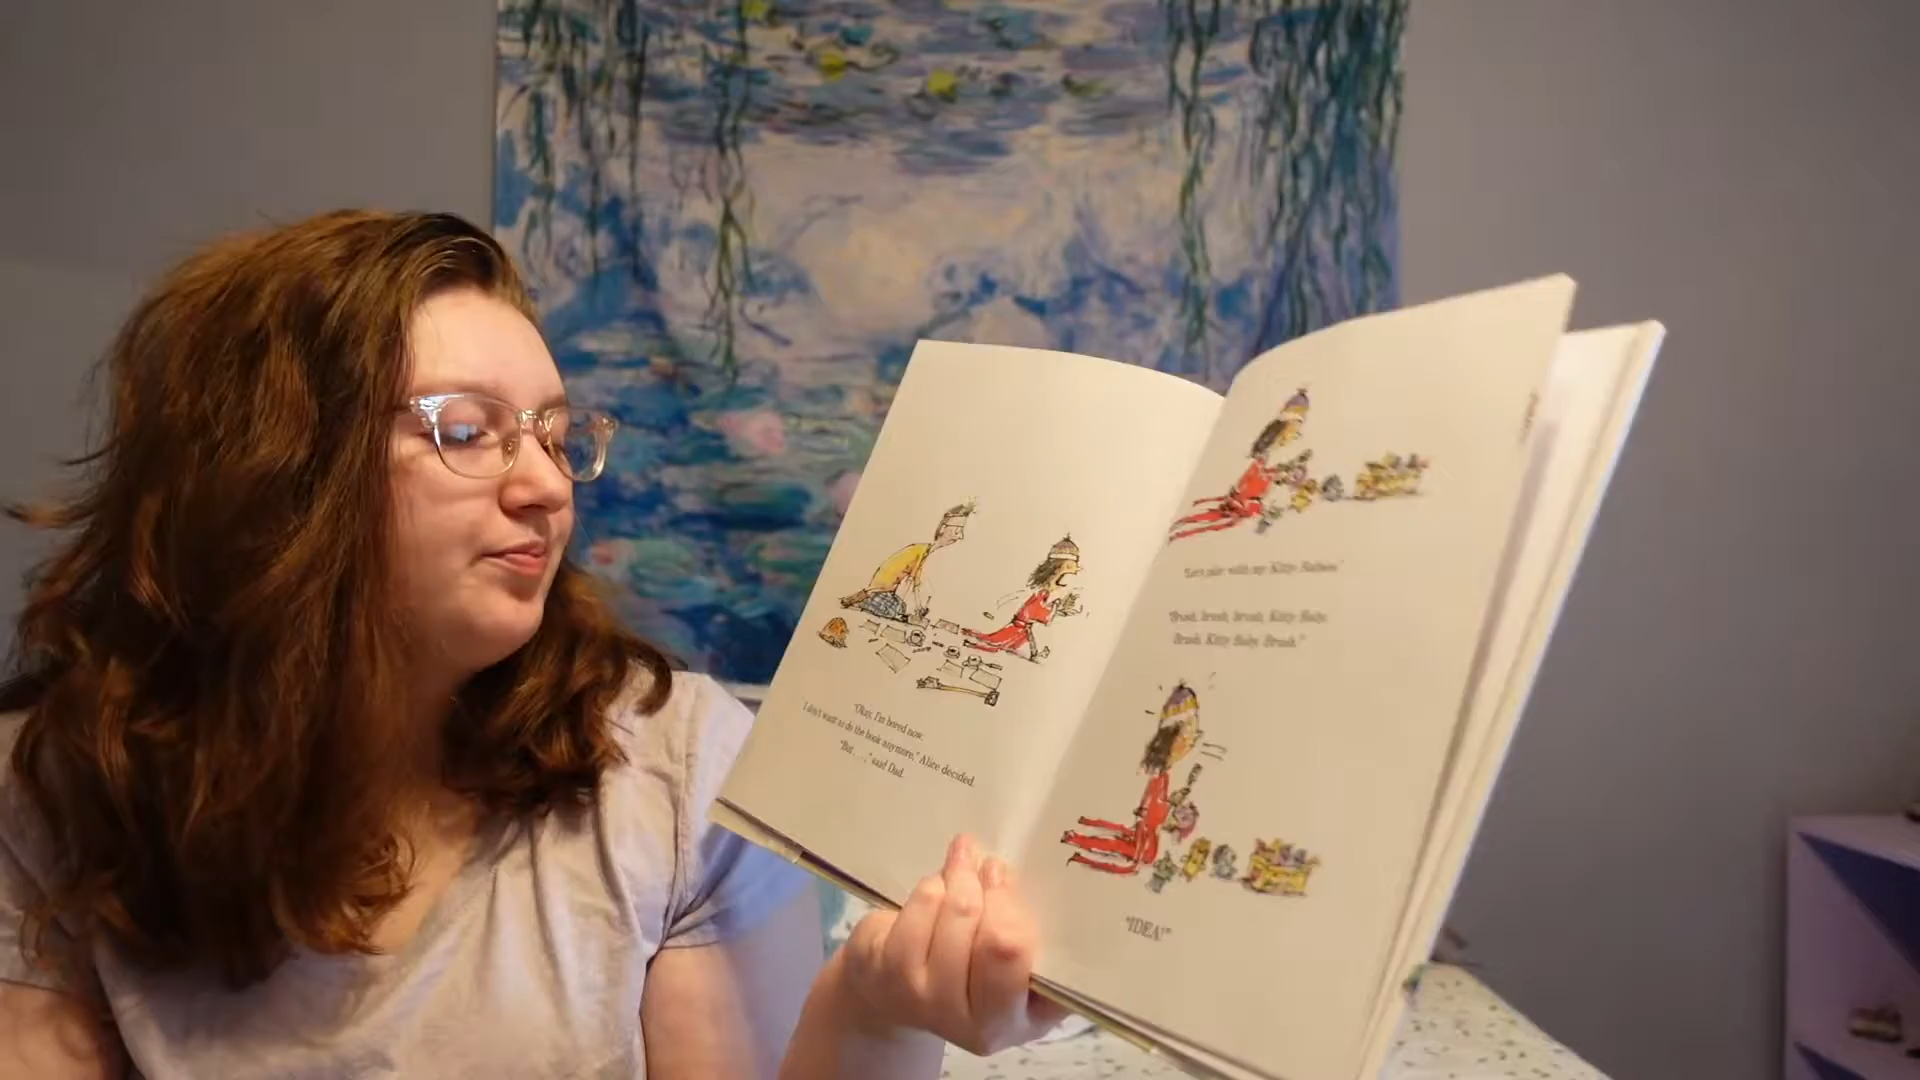 "Okay, I'm bored now.
I don't want to do the book anymore," Alice decided.
"But . . . ," said Dad.
"Let's play with my Kitty Babies."
"Brush, brush, brush, Kitty Baby.
Brush, Kitty Baby. Brush."
"IDEA!"